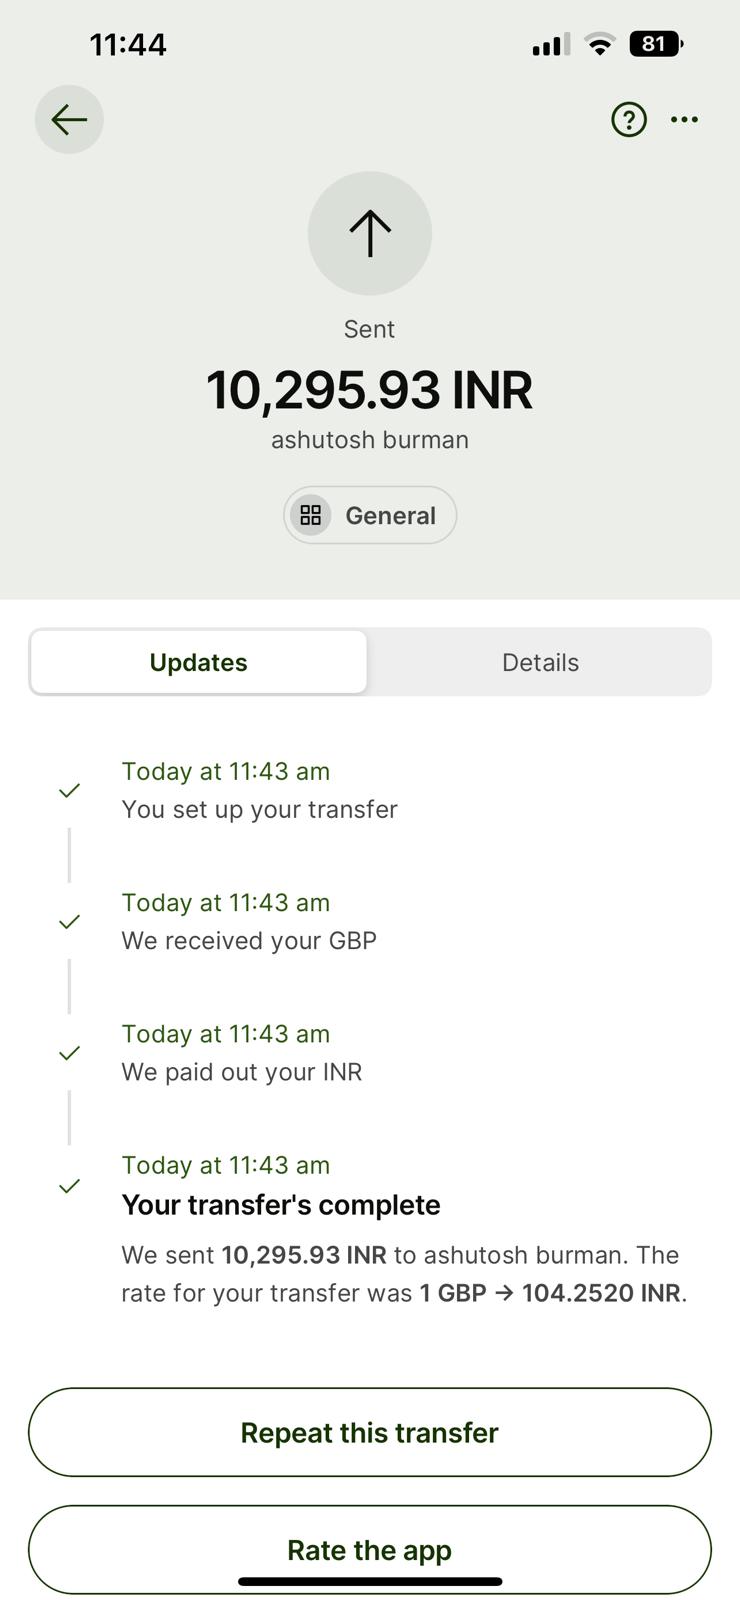 11:44
81
Sent
10,295.93 INR
ashutosh burman
General
Updates
Details
Today at 11:43 am
You set up your transfer
Today at 11:43 am
We received your GBP
Today at 11:43 am
We paid out your INR
Today at 11:43 am
Your transfer's complete
We sent 10,295.93 INR to ashutosh burman. The
rate for your transfer was 1 GBP → 104.2520 INR.
Repeat this transfer
Rate the app